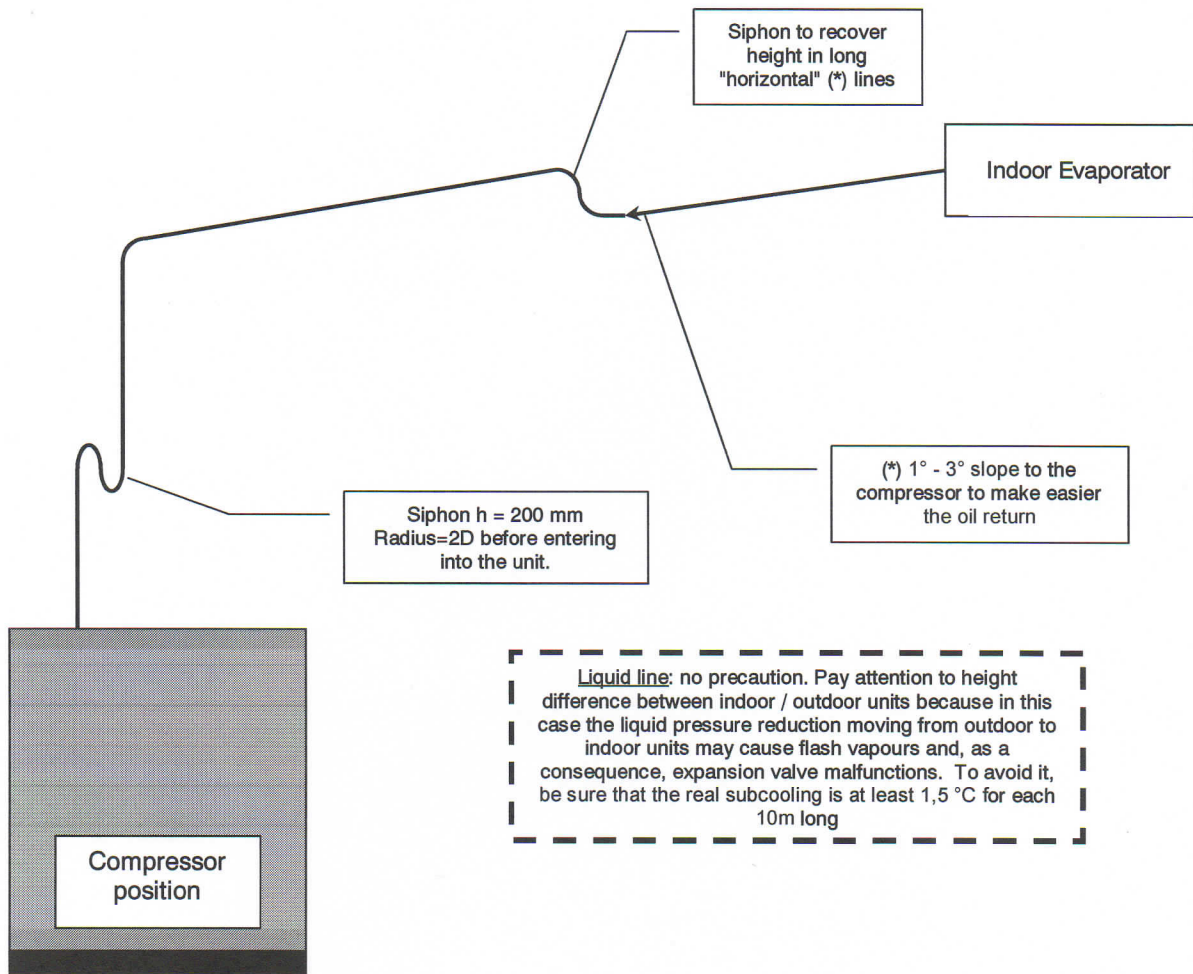 Siphon to recover
height in long
"horizontal" (*) lines
Indoor Evaporator
(*) 1° - 3° slope to the
compressor to make easier
the oil return
Siphon h = 200 mm
Radius=2D before entering
into the unit.
Liquid line: no precaution. Pay attention to height
difference between indoor / outdoor units because in this
case the liquid pressure reduction moving from outdoor to
indoor units may cause flash vapours and, as a
consequence, expansion valve malfunctions.  To avoid it,
be sure that the real subcooling is at least 1,5 °C for each
10m long
Compressor
position